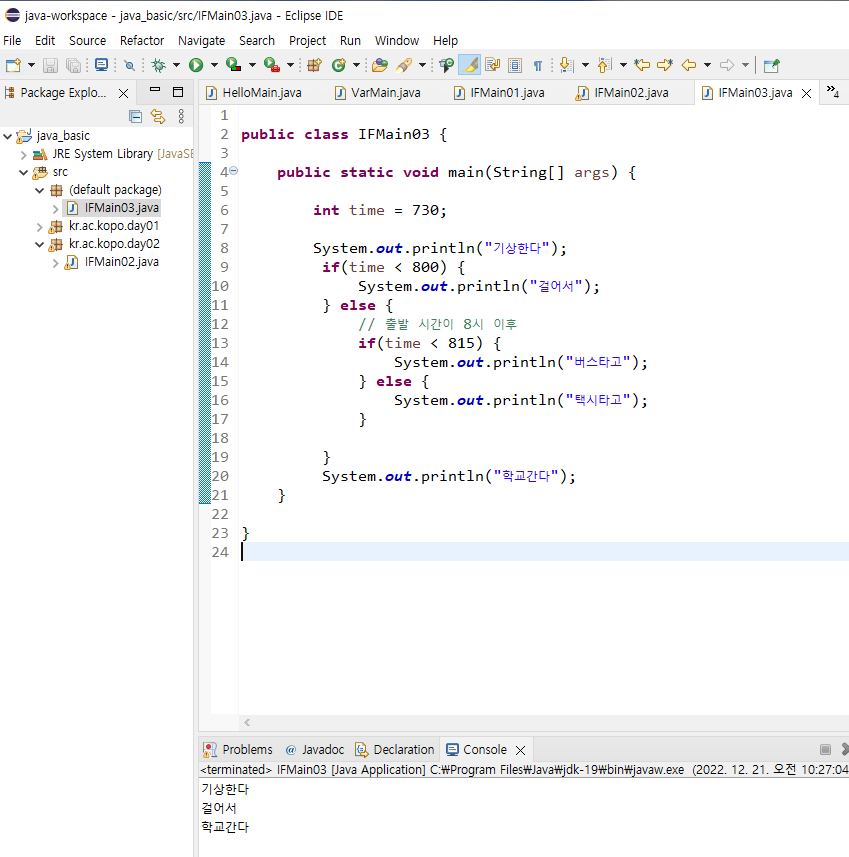 java-workspace - java_basic/src/IFMain03.java - Eclipse IDE
File Edit Source Refactor Navigate Search Project Run Window Help
Package Explo...
HelloMain.java VarMain.java IFMain01.java IFMain02.java IFMain03.java »4
java_basic
JRE System Library [JavaSE
src
(default package)
IFMain03.java
kr.ac.kopo.day01
kr.ac.kopo.day02
IFMain02.java
1
2 public class IFMain03 {
3
4 public static void main(String[] args) {
5
6 int time = 730;
7
8 System.out.println("기상한다");
9 if(time < 800) {
10 System.out.println("걸어서");
11 } else {
12 // 출발 시간이 8시 이후
13 if(time < 815) {
14 System.out.println("버스타고");
15 } else {
16 System.out.println("택시타고");
17 }
18
19 }
20 System.out.println("학교간다");
21 }
22
23 }
24
Problems @ Javadoc Declaration Console
<terminated> IFMain03 [Java Application] C:₩Program Files₩Java₩jdk-19₩bin₩javaw.exe (2022. 12. 21. 오전 10:27:04
기상한다
걸어서
학교간다